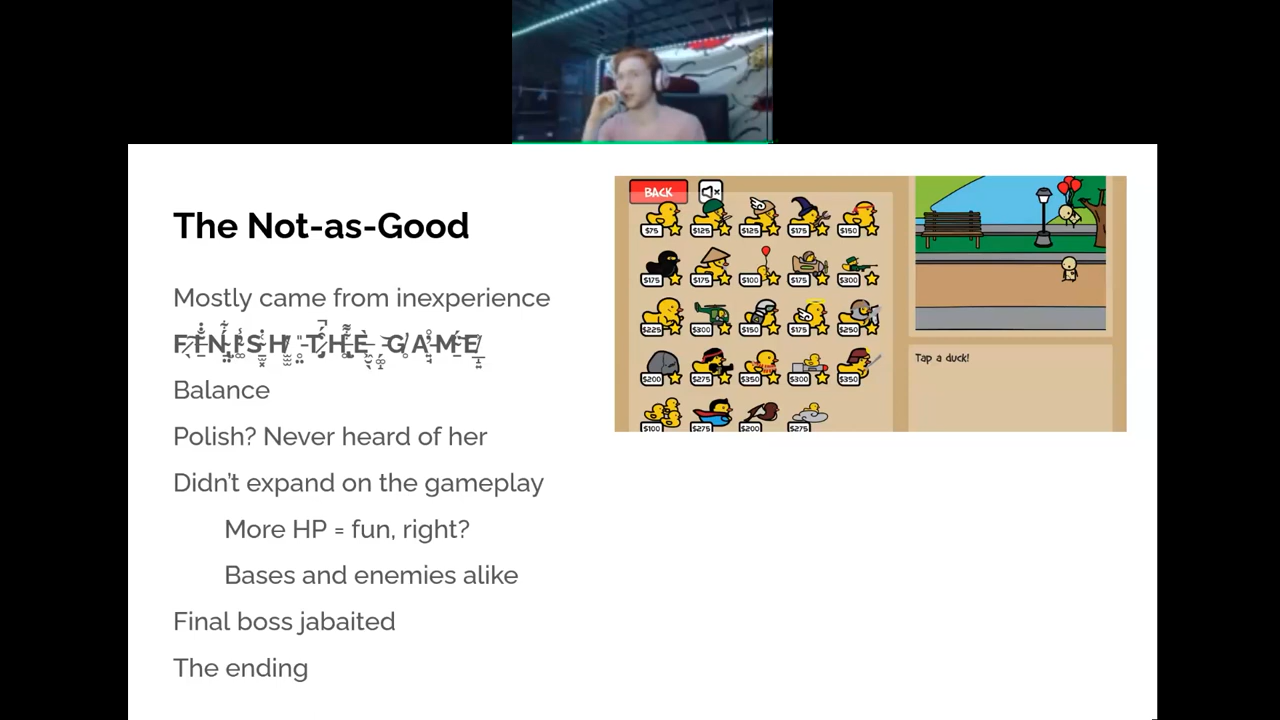 The Not-as-Good
Mostly came from inexperience
FINISH THE GAME
Balance
Polish? Never heard of her
Didn't expand on the gameplay
More HP = fun, right?
Bases and enemies alike
Final boss jabaited
The ending
BACK
$75 $125 $125 $175 $150
$175 $175 $100 $175 $300
$225 $300 $150 $175 $250
$200 $275 $350 $300 $350
$100 $275 $200 $275
Tap a duck!